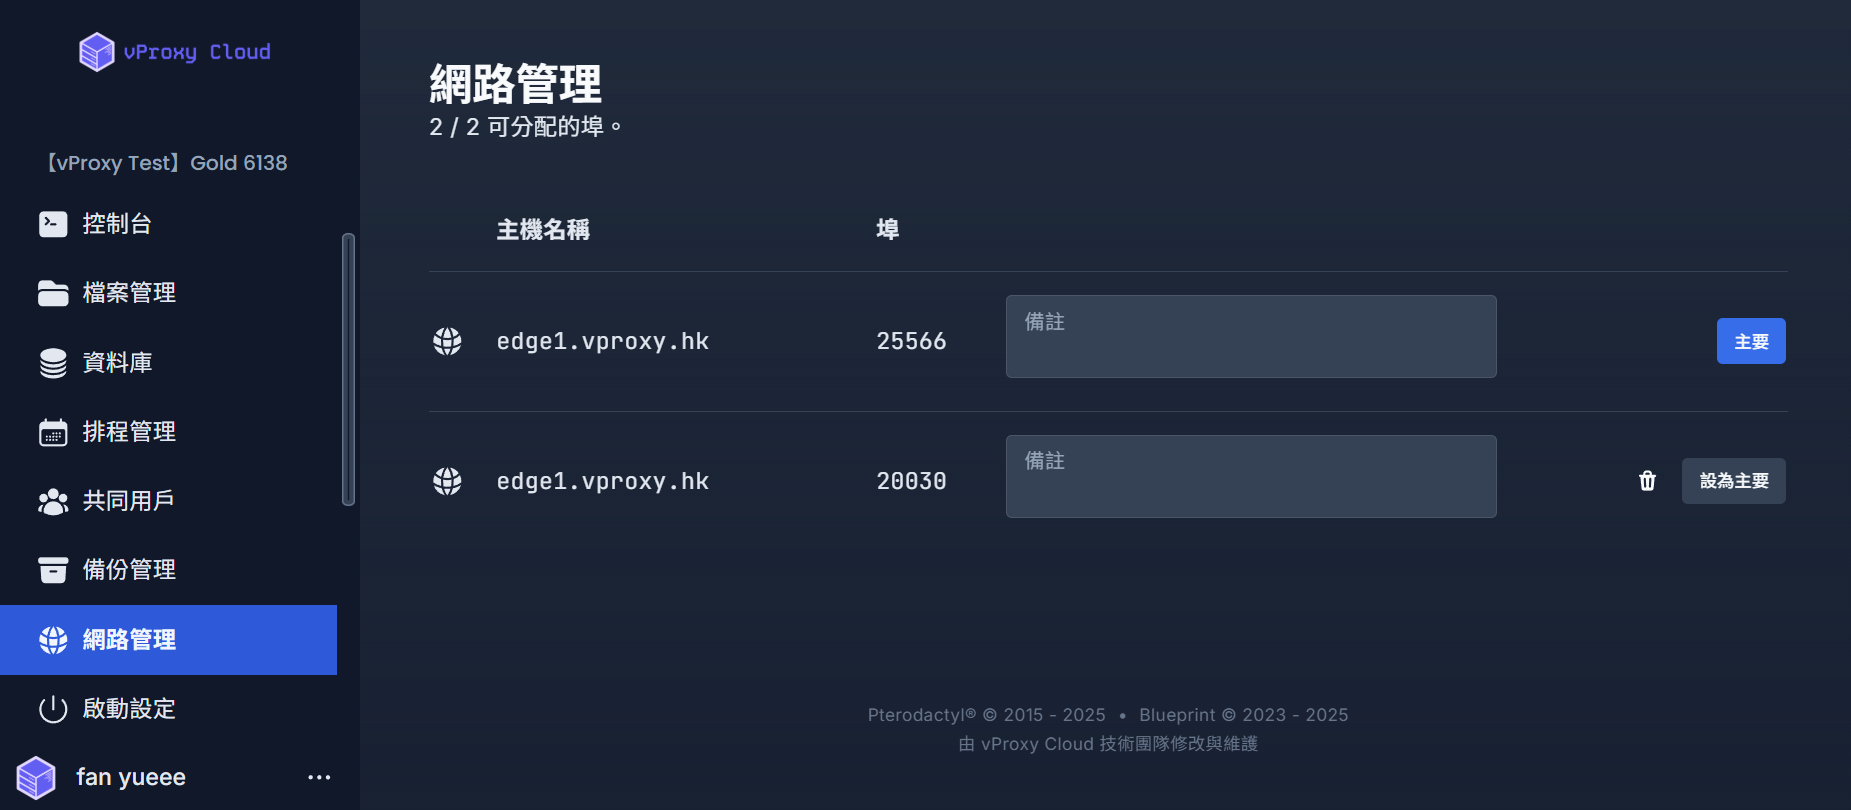 vProxy Cloud
【vProxy Test】Gold 6138
控制台
檔案管理
資料庫
排程管理
共同用戶
備份管理
網路管理
啟動設定
fan yueee
網路管理
2 / 2 可分配的埠。
主機名稱 埠
edge1.vproxy.hk 25566 備註 主要
edge1.vproxy.hk 20030 備註 設為主要
Pterodactyl® © 2015 - 2025 • Blueprint © 2023 - 2025
由 vProxy Cloud 技術團隊修改與維護